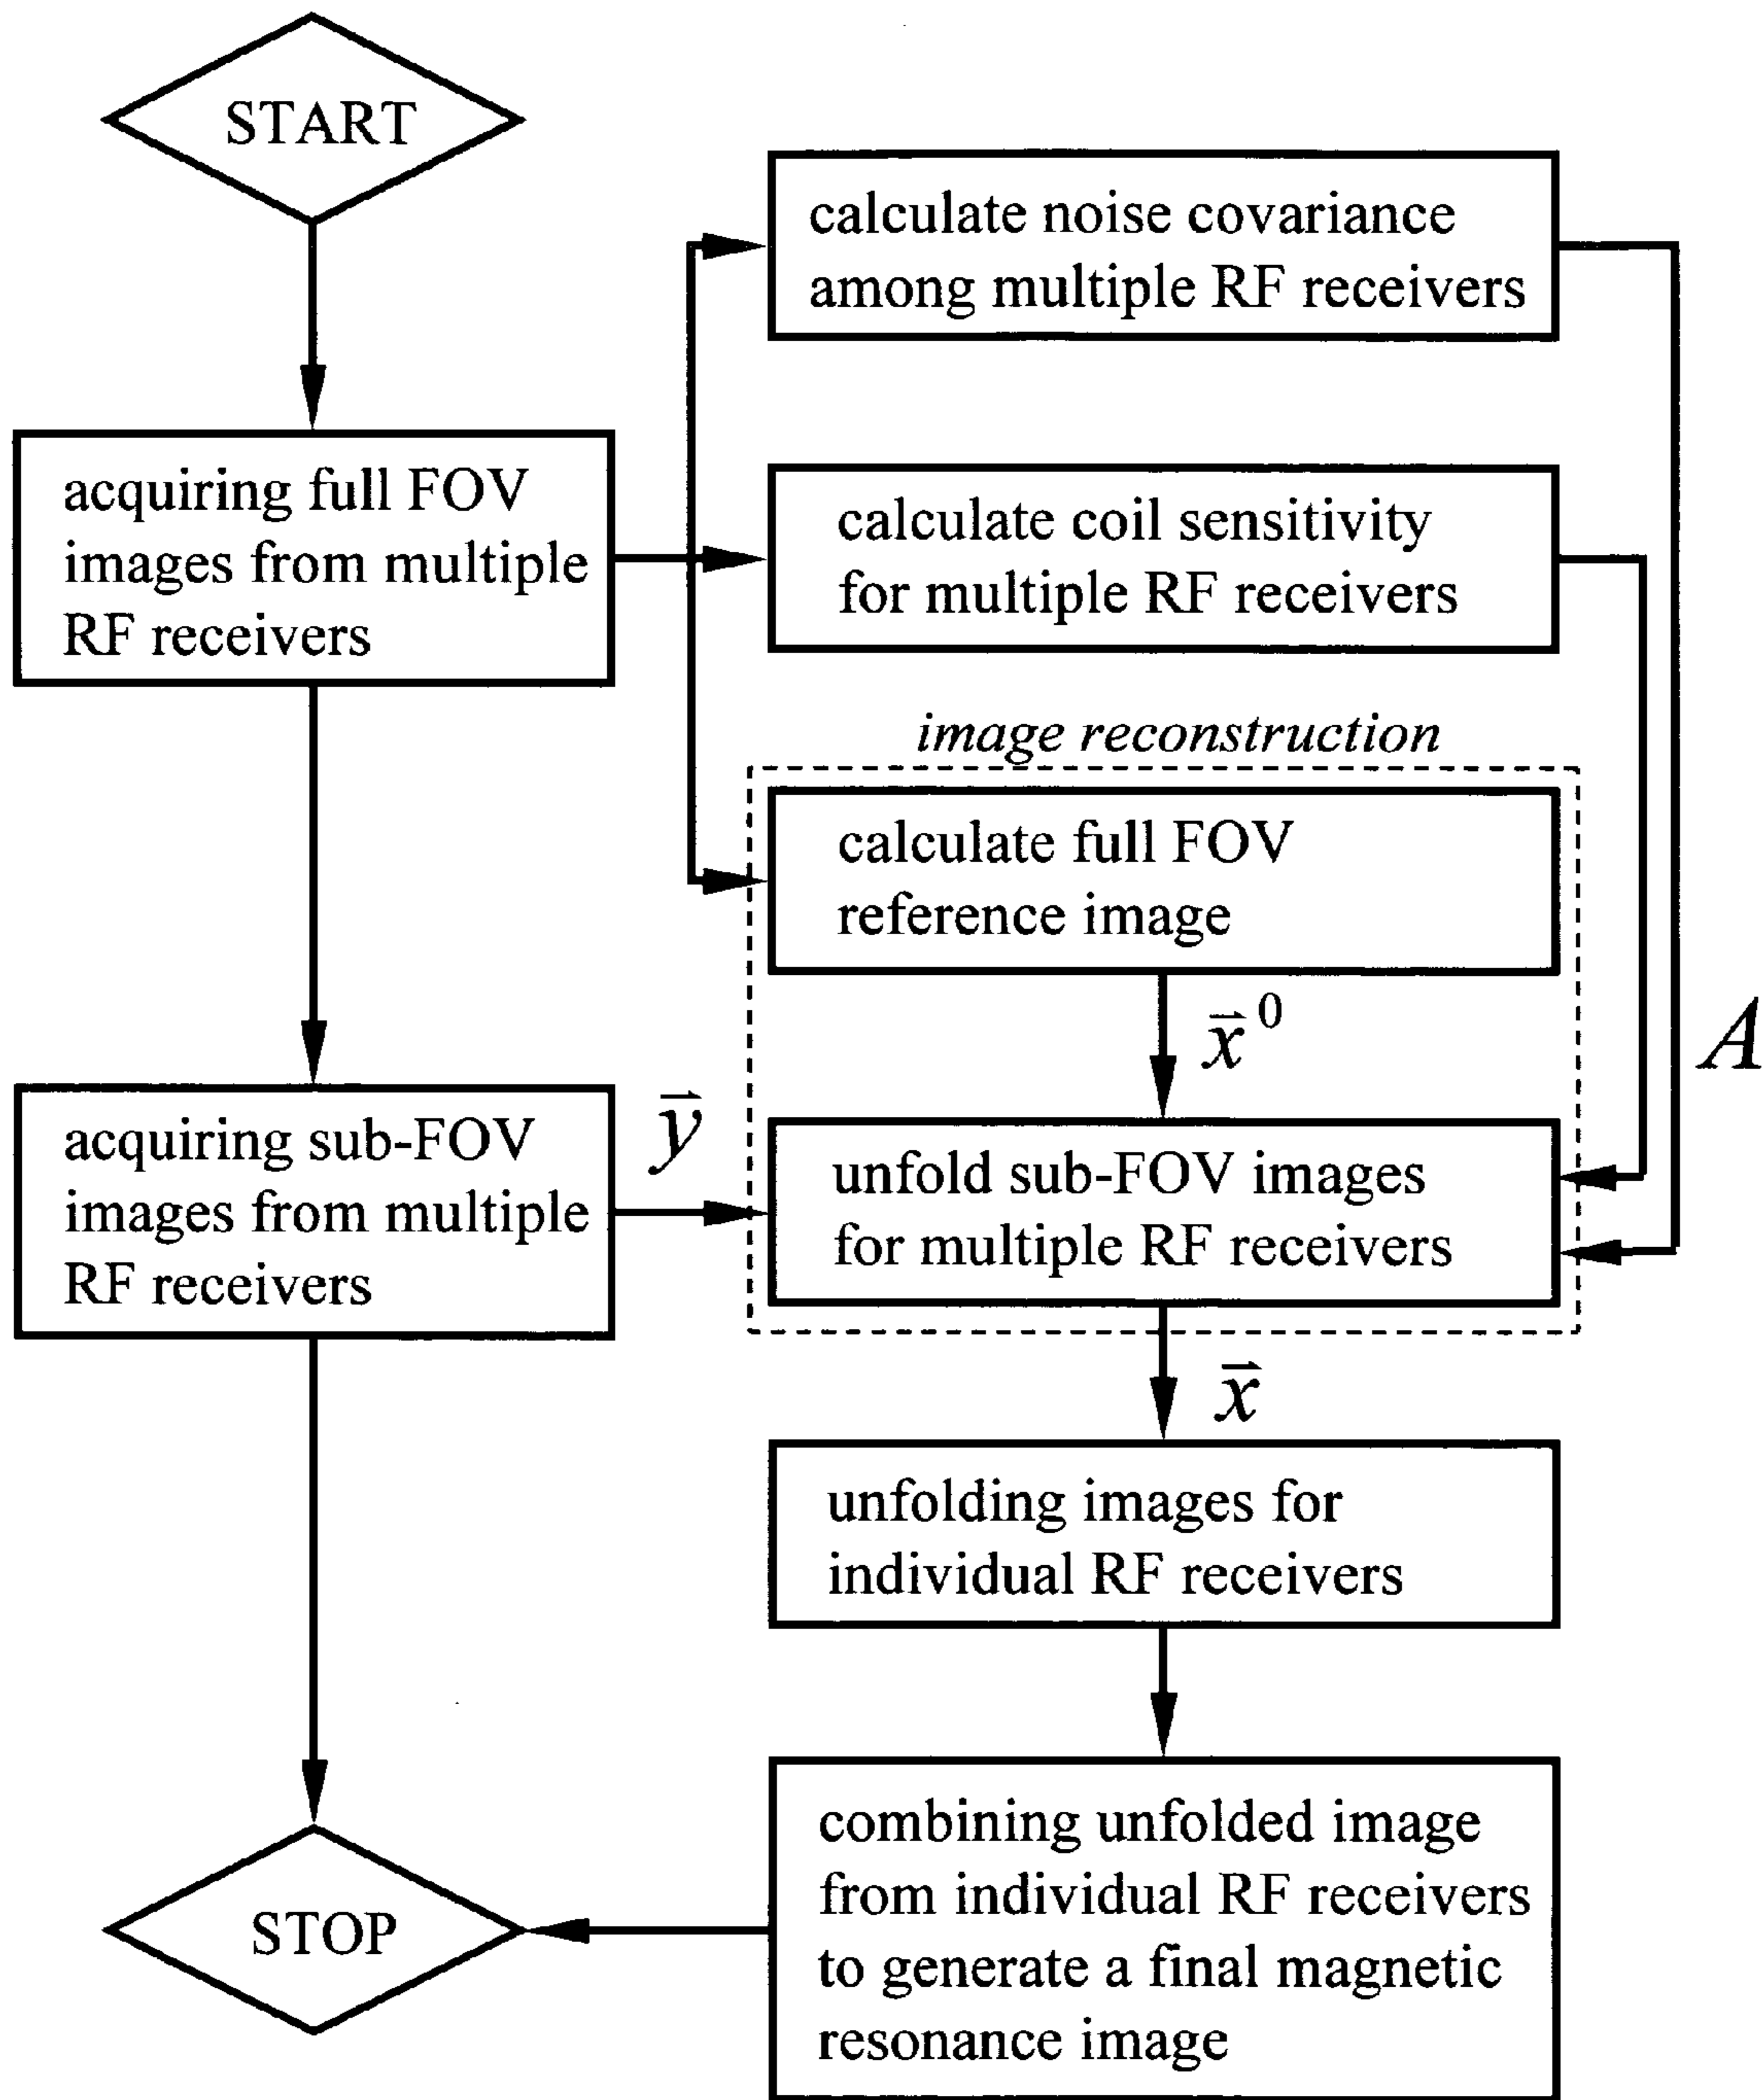 START
calculate noise covariance
among multiple RF receivers
acquiring full FOV
images from multiple
RF receivers
calculate coil sensitivity
for multiple RF receivers
image reconstruction
calculate full FOV
reference image
x⃗ ⁰
A
acquiring sub-FOV
images from multiple
RF receivers
y⃗
unfold sub-FOV images
for multiple RF receivers
x⃗
unfolding images for
individual RF receivers
combining unfolded image
from individual RF receivers
to generate a final magnetic
resonance image
STOP